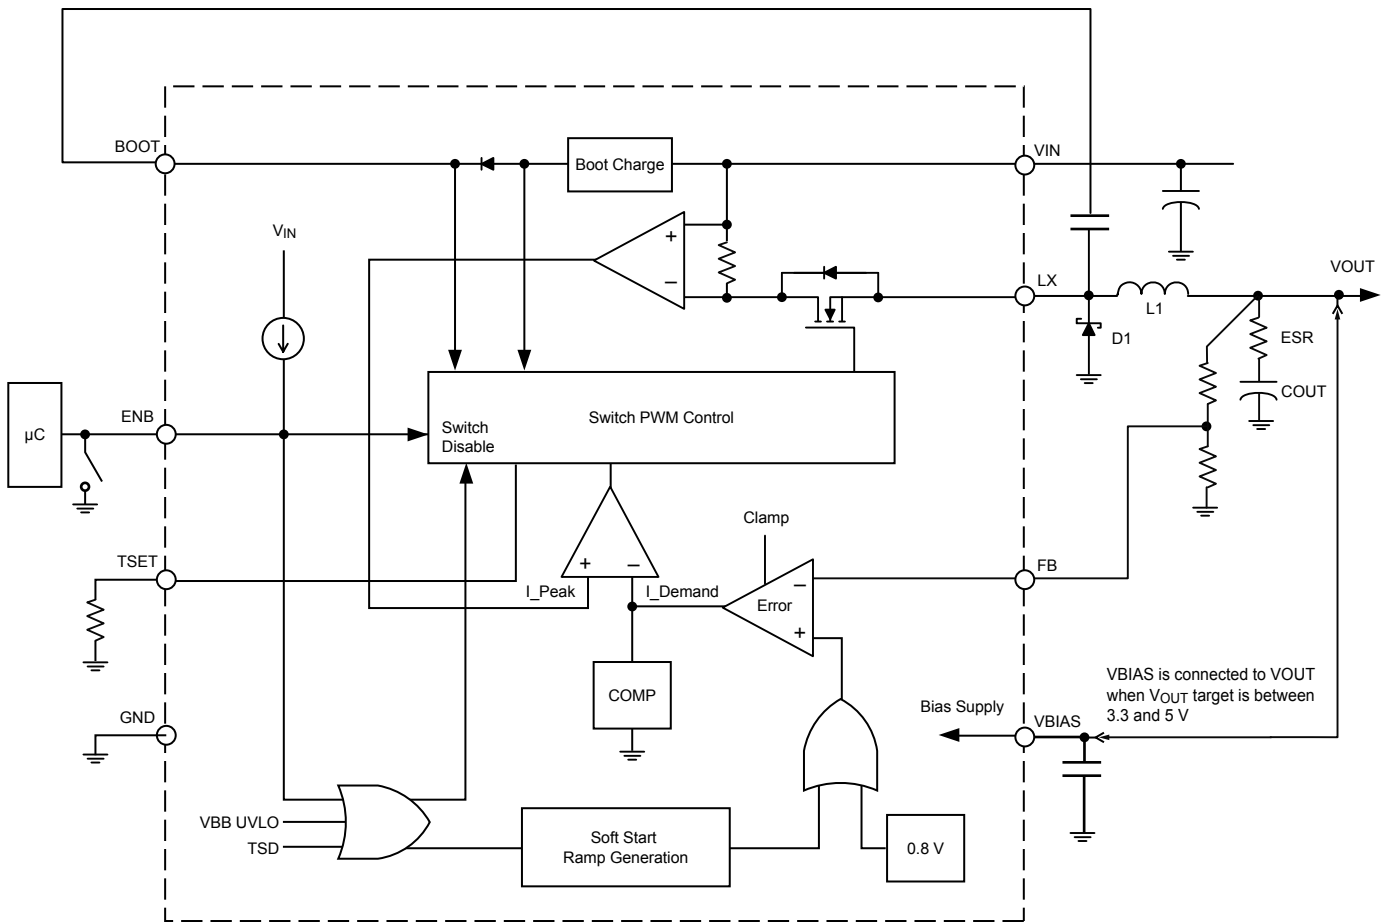 BOOT
Boot Charge
VIN
VIN
+
−
LX
VOUT
L1
D1
ESR
COUT
µC
ENB
Switch
Disable
Switch PWM Control
Clamp
TSET
+
−
I_Peak
I_Demand
Error
−
+
FB
COMP
GND
Bias Supply
VBIAS
VBIAS is connected to VOUT
when VOUT target is between
3.3 and 5 V
VBB UVLO
TSD
Soft Start
Ramp Generation
0.8 V